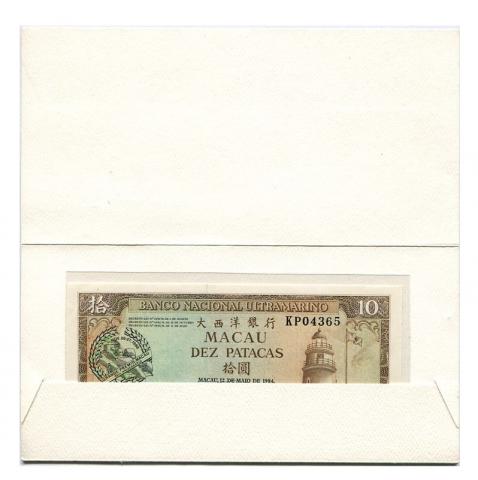 拾 BANCO NACIONAL ULTRAMARINO 10
大西洋銀行 KP04365
MACAU
DEZ PATACAS
拾圓
MACAU, 12 DE MAIO DE 1984.